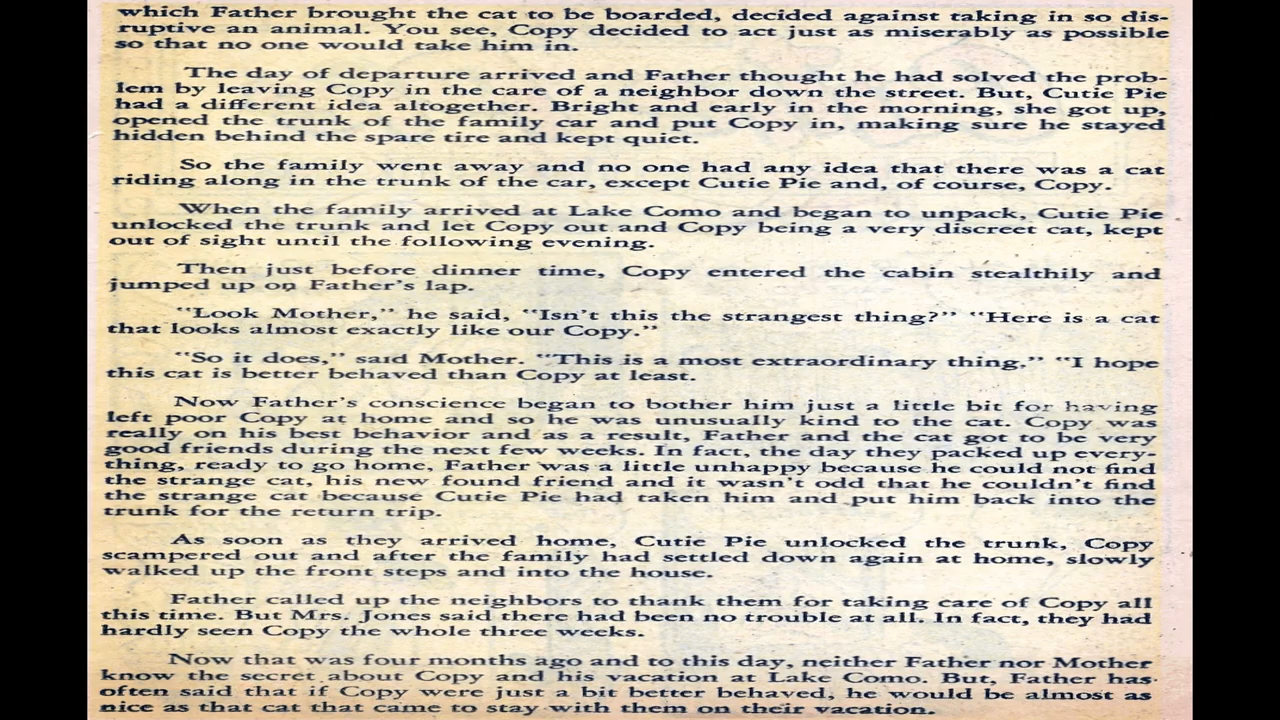 which Father brought the cat to be boarded, decided against taking in so dis-
ruptive an animal. You see, Copy decided to act just as miserably as possible
so that no one would take him in.
The day of departure arrived and Father thought he had solved the prob-
lem by leaving Copy in the care of a neighbor down the street. But, Cutie Pie
had a different idea altogether. Bright and early in the morning, she got up,
opened the trunk of the family car and put Copy in, making sure he stayed
hidden behind the spare tire and kept quiet.
So the family went away and no one had any idea that there was a cat
riding along in the trunk of the car, except Cutie Pie and, of course, Copy.
When the family arrived at Lake Como and began to unpack, Cutie Pie
unlocked the trunk and let Copy out and Copy being a very discreet cat, kept
out of sight until the following evening.
Then just before dinner time, Copy entered the cabin stealthily and
jumped up on Father's lap.
"Look Mother," he said, "Isn't this the strangest thing?" "Here is a cat
that looks almost exactly like our Copy."
"So it does," said Mother. "This is a most extraordinary thing." "I hope
this cat is better behaved than Copy at least.
Now Father's conscience began to bother him just a little bit for having
left poor Copy at home and so he was unusually kind to the cat. Copy was
really on his best behavior and as a result, Father and the cat got to be very
good friends during the next few weeks. In fact, the day they packed up every-
thing, ready to go home, Father was a little unhappy because he could not find
the strange cat, his new found friend and it wasn't odd that he couldn't find
the strange cat because Cutie Pie had taken him and put him back into the
trunk for the return trip.
As soon as they arrived home, Cutie Pie unlocked the trunk, Copy
scampered out and after the family had settled down again at home, slowly
walked up the front steps and into the house.
Father called up the neighbors to thank them for taking care of Copy all
this time. But Mrs. Jones said there had been no trouble at all. In fact, they had
hardly seen Copy the whole three weeks.
Now that was four months ago and to this day, neither Father nor Mother
know the secret about Copy and his vacation at Lake Como. But, Father has
often said that if Copy were just a bit better behaved, he would be almost as
nice as that cat that came to stay with them on their vacation.